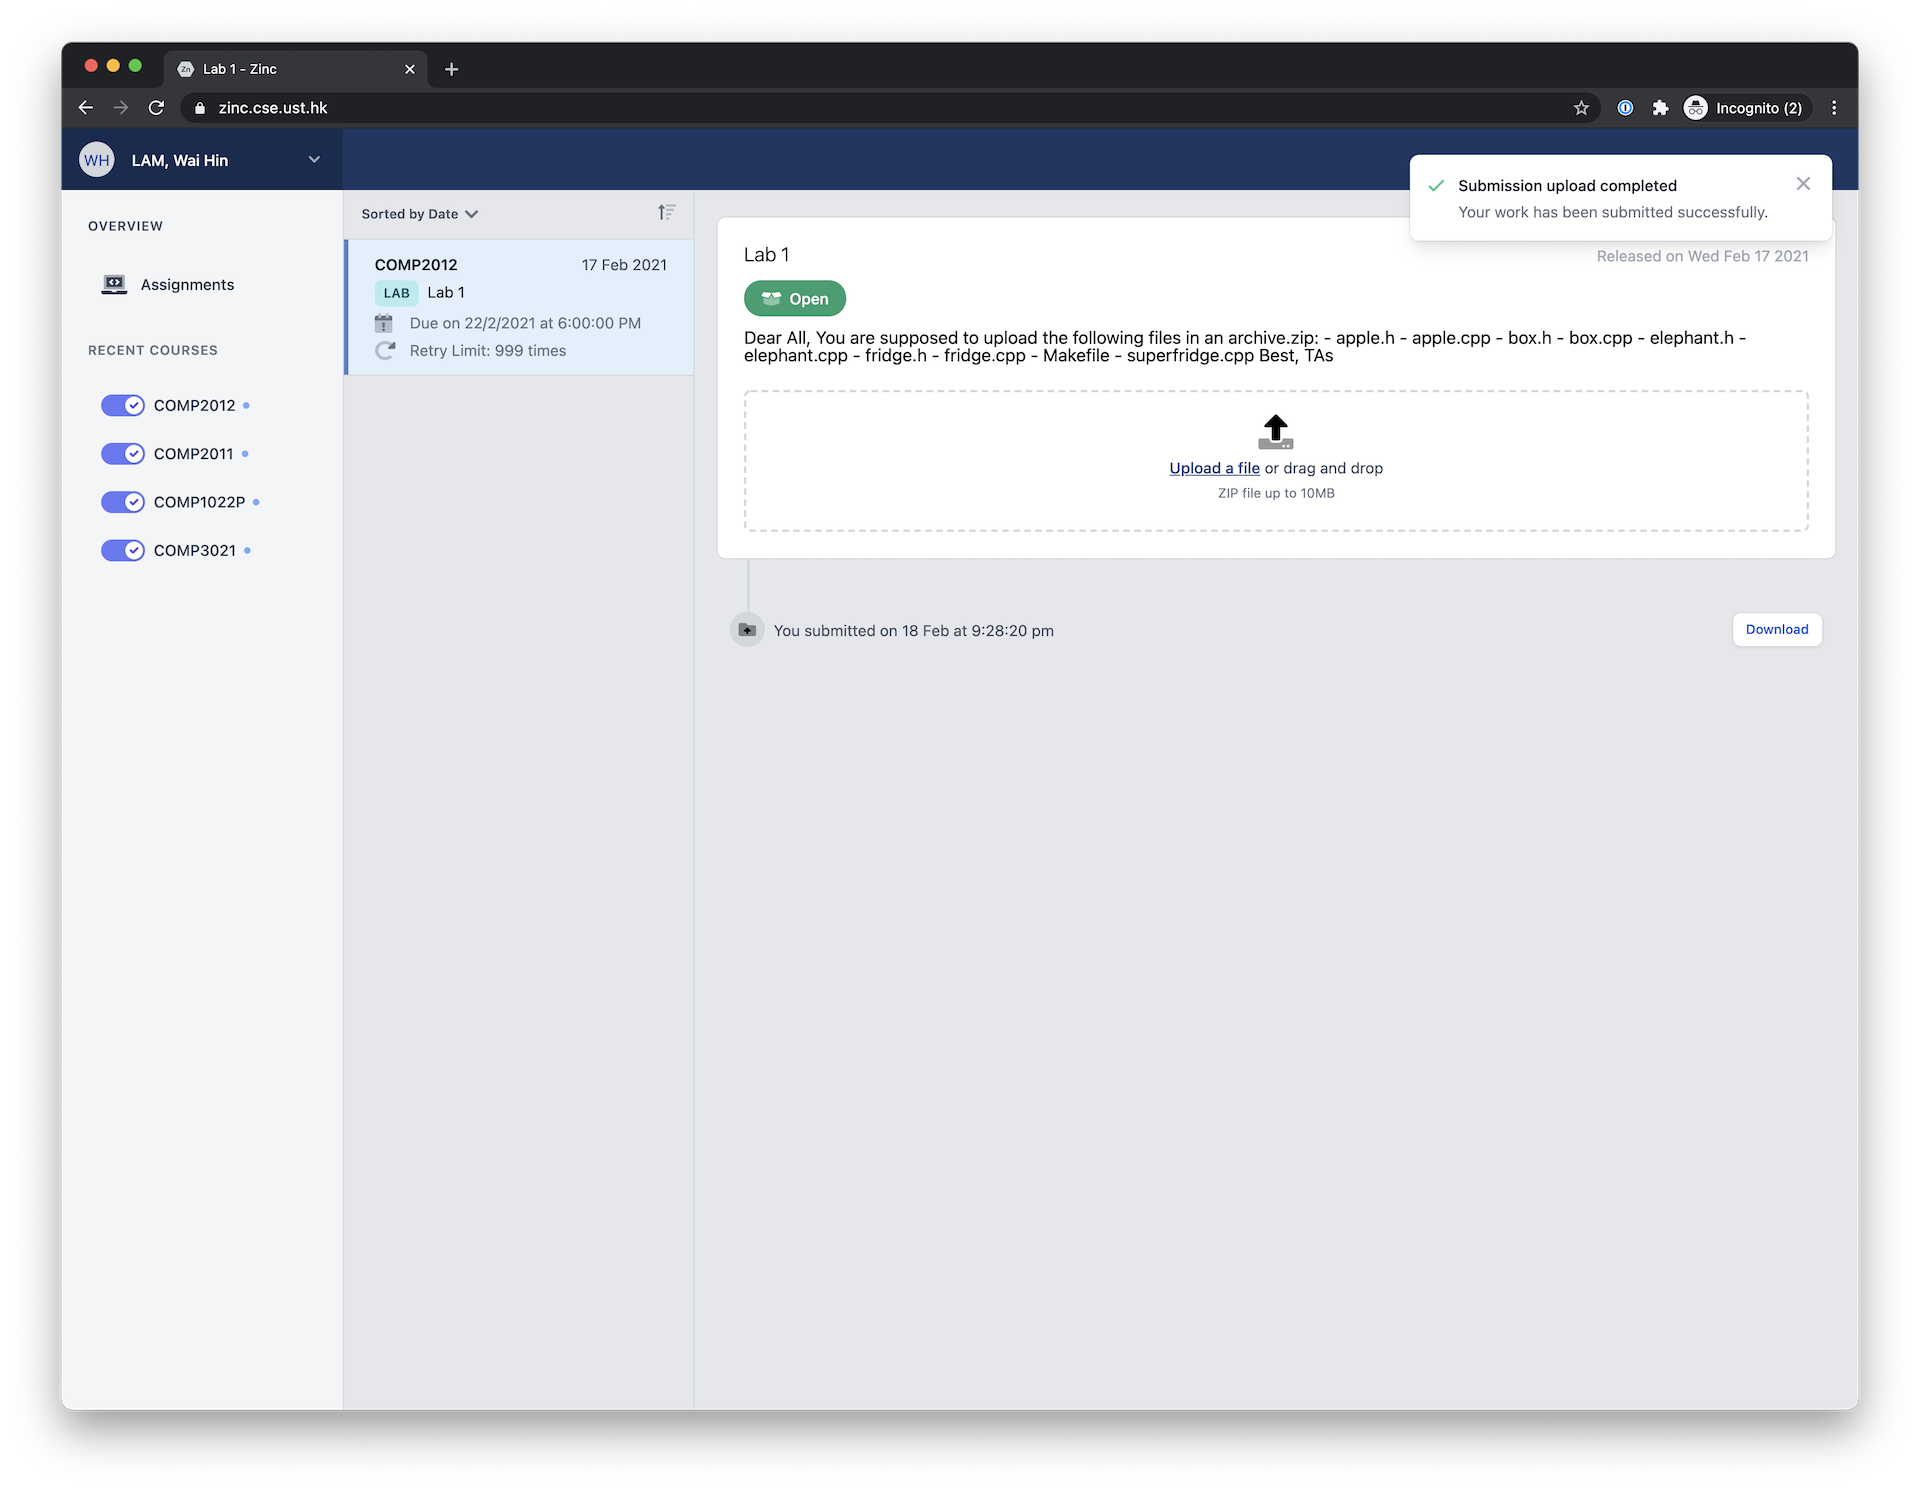 Lab 1 - Zinc
zinc.cse.ust.hk
Incognito (2)
WH
LAM, Wai Hin
Submission upload completed
Your work has been submitted successfully.
OVERVIEW
Assignments
RECENT COURSES
COMP2012
COMP2011
COMP1022P
COMP3021
Sorted by Date
COMP2012
17 Feb 2021
LAB
Lab 1
Due on 22/2/2021 at 6:00:00 PM
Retry Limit: 999 times
Lab 1
Released on Wed Feb 17 2021
Open
Dear All, You are supposed to upload the following files in an archive.zip: - apple.h - apple.cpp - box.h - box.cpp - elephant.h -
elephant.cpp - fridge.h - fridge.cpp - Makefile - superfridge.cpp Best, TAs
Upload a file or drag and drop
ZIP file up to 10MB
You submitted on 18 Feb at 9:28:20 pm
Download